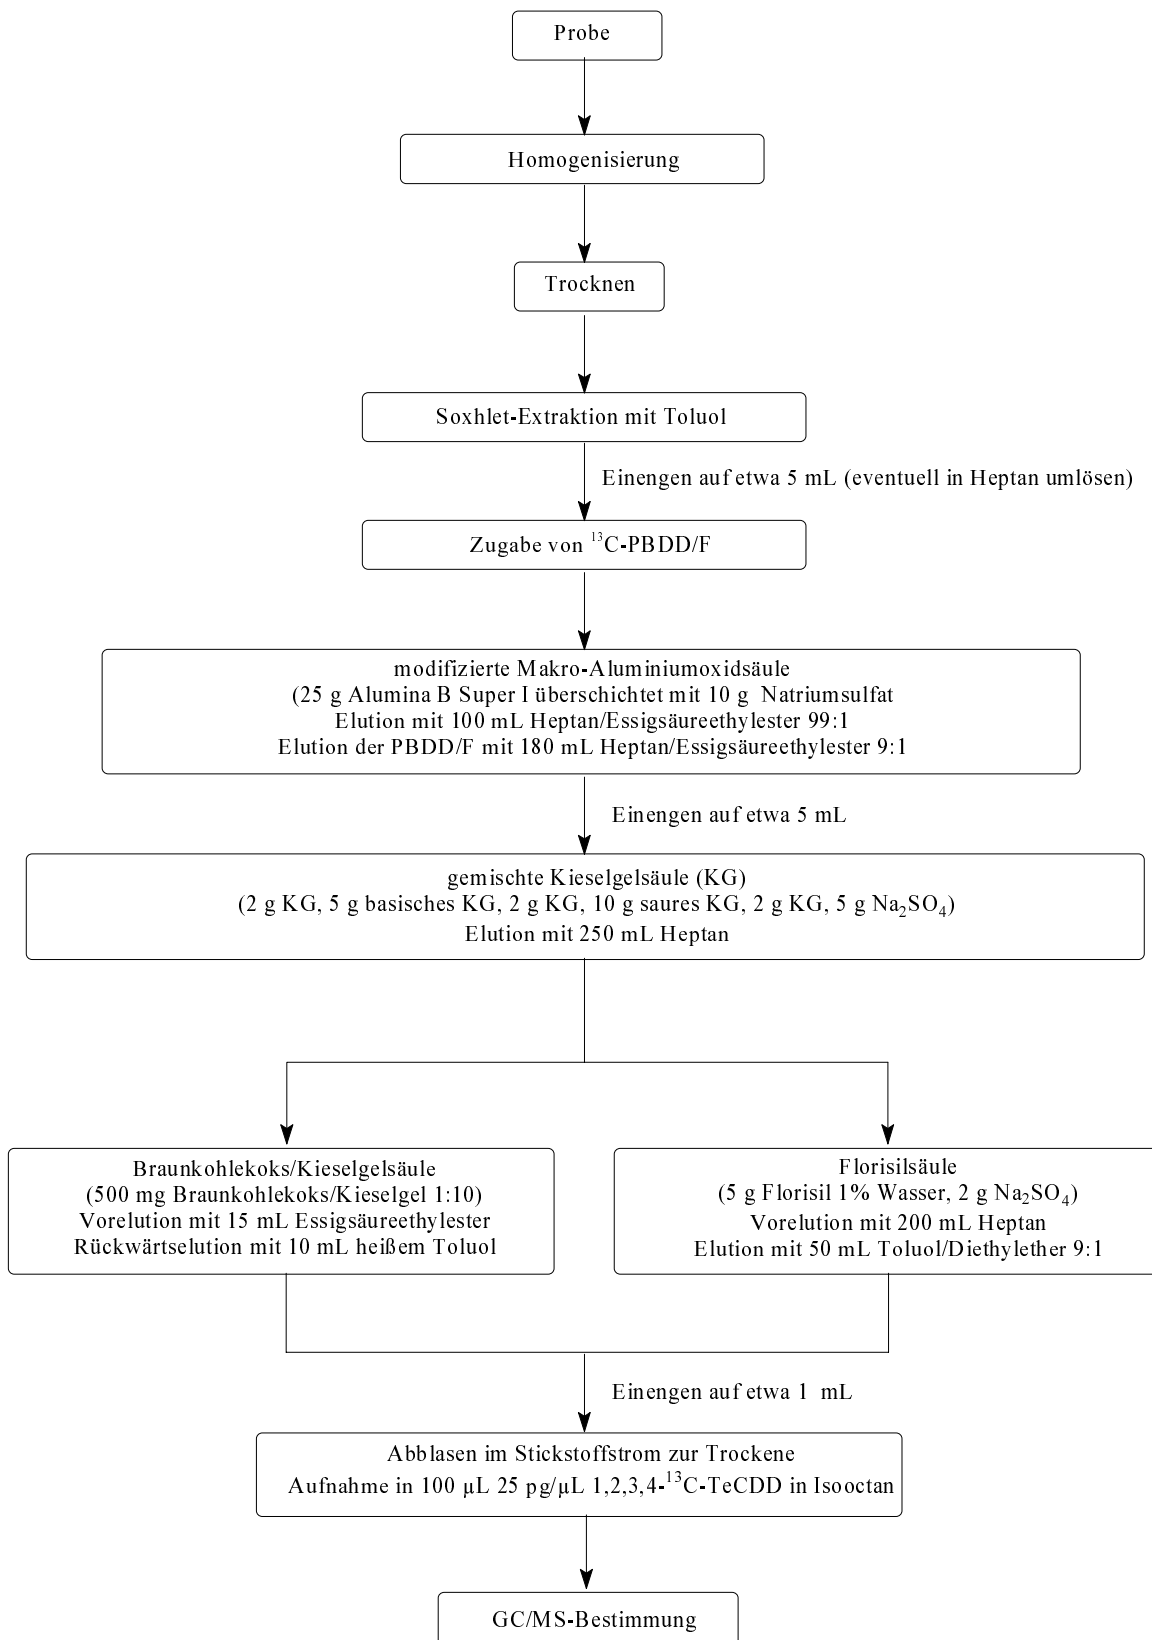 Probe
Homogenisierung
Trocknen
Soxhlet-Extraktion mit Toluol
Einengen auf etwa 5 mL (eventuell in Heptan umlösen)
Zugabe von ¹³C-PBDD/F
modifizierte Makro-Aluminiumoxidsäule
(25 g Alumina B Super I überschichtet mit 10 g Natriumsulfat
Elution mit 100 mL Heptan/Essigsäureethylester 99:1
Elution der PBDD/F mit 180 mL Heptan/Essigsäureethylester 9:1
Einengen auf etwa 5 mL
gemischte Kieselgelsäule (KG)
(2 g KG, 5 g basisches KG, 2 g KG, 10 g saures KG, 2 g KG, 5 g Na₂SO₄)
Elution mit 250 mL Heptan
Braunkohlekoks/Kieselgelsäule
(500 mg Braunkohlekoks/Kieselgel 1:10)
Vorelution mit 15 mL Essigsäureethylester
Rückwärtselution mit 10 mL heißem Toluol
Florisilsäule
(5 g Florisil 1% Wasser, 2 g Na₂SO₄)
Vorelution mit 200 mL Heptan
Elution mit 50 mL Toluol/Diethylether 9:1
Einengen auf etwa 1 mL
Abblasen im Stickstoffstrom zur Trockene
Aufnahme in 100 µL 25 pg/µL 1,2,3,4-¹³C-TeCDD in Isooctan
GC/MS-Bestimmung